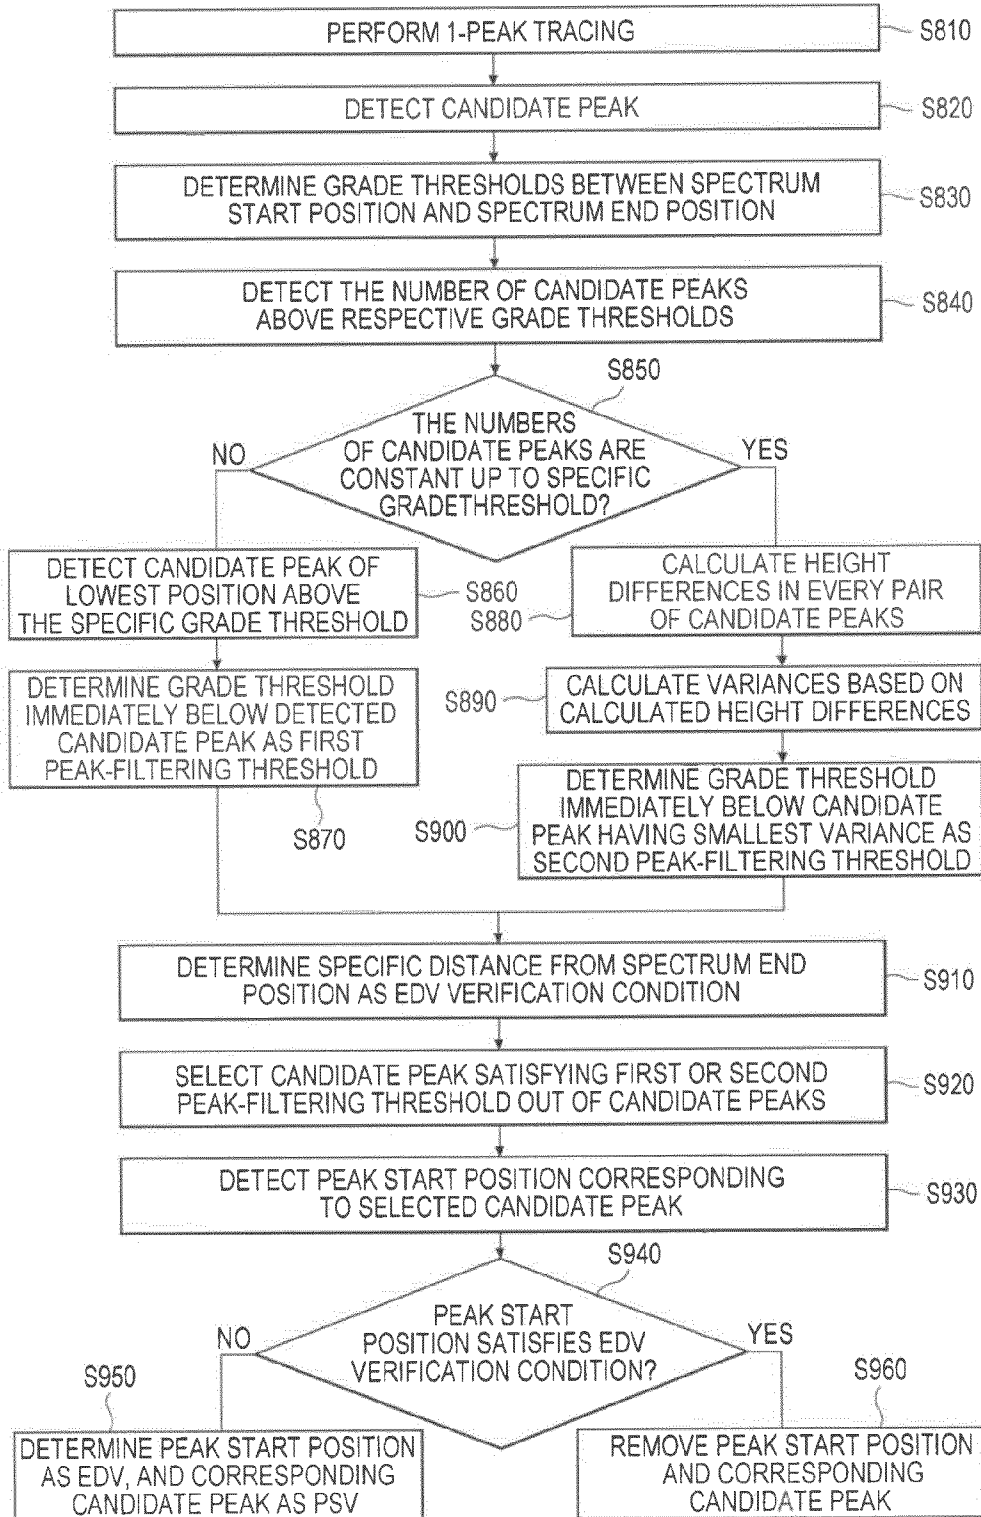 PERFORM 1-PEAK TRACING
S810
DETECT CANDIDATE PEAK
S820
DETERMINE GRADE THRESHOLDS BETWEEN SPECTRUM
START POSITION AND SPECTRUM END POSITION
S830
DETECT THE NUMBER OF CANDIDATE PEAKS
ABOVE RESPECTIVE GRADE THRESHOLDS
S840
S850
THE NUMBERS
OF CANDIDATE PEAKS ARE
CONSTANT UP TO SPECIFIC
GRADETHRESHOLD?
NO
YES
DETECT CANDIDATE PEAK OF
LOWEST POSITION ABOVE
THE SPECIFIC GRADE THRESHOLD
S860
DETERMINE GRADE THRESHOLD
IMMEDIATELY BELOW DETECTED
CANDIDATE PEAK AS FIRST
PEAK-FILTERING THRESHOLD
S870
CALCULATE HEIGHT
DIFFERENCES IN EVERY PAIR
OF CANDIDATE PEAKS
S880
CALCULATE VARIANCES BASED ON
CALCULATED HEIGHT DIFFERENCES
S890
DETERMINE GRADE THRESHOLD
IMMEDIATELY BELOW CANDIDATE
PEAK HAVING SMALLEST VARIANCE AS
SECOND PEAK-FILTERING THRESHOLD
S900
DETERMINE SPECIFIC DISTANCE FROM SPECTRUM END
POSITION AS EDV VERIFICATION CONDITION
S910
SELECT CANDIDATE PEAK SATISFYING FIRST OR SECOND
PEAK-FILTERING THRESHOLD OUT OF CANDIDATE PEAKS
S920
DETECT PEAK START POSITION CORRESPONDING
TO SELECTED CANDIDATE PEAK
S930
S940
PEAK START
POSITION SATISFIES EDV
VERIFICATION CONDITION?
NO
YES
S950
DETERMINE PEAK START POSITION
AS EDV, AND CORRESPONDING
CANDIDATE PEAK AS PSV
S960
REMOVE PEAK START POSITION
AND CORRESPONDING
CANDIDATE PEAK